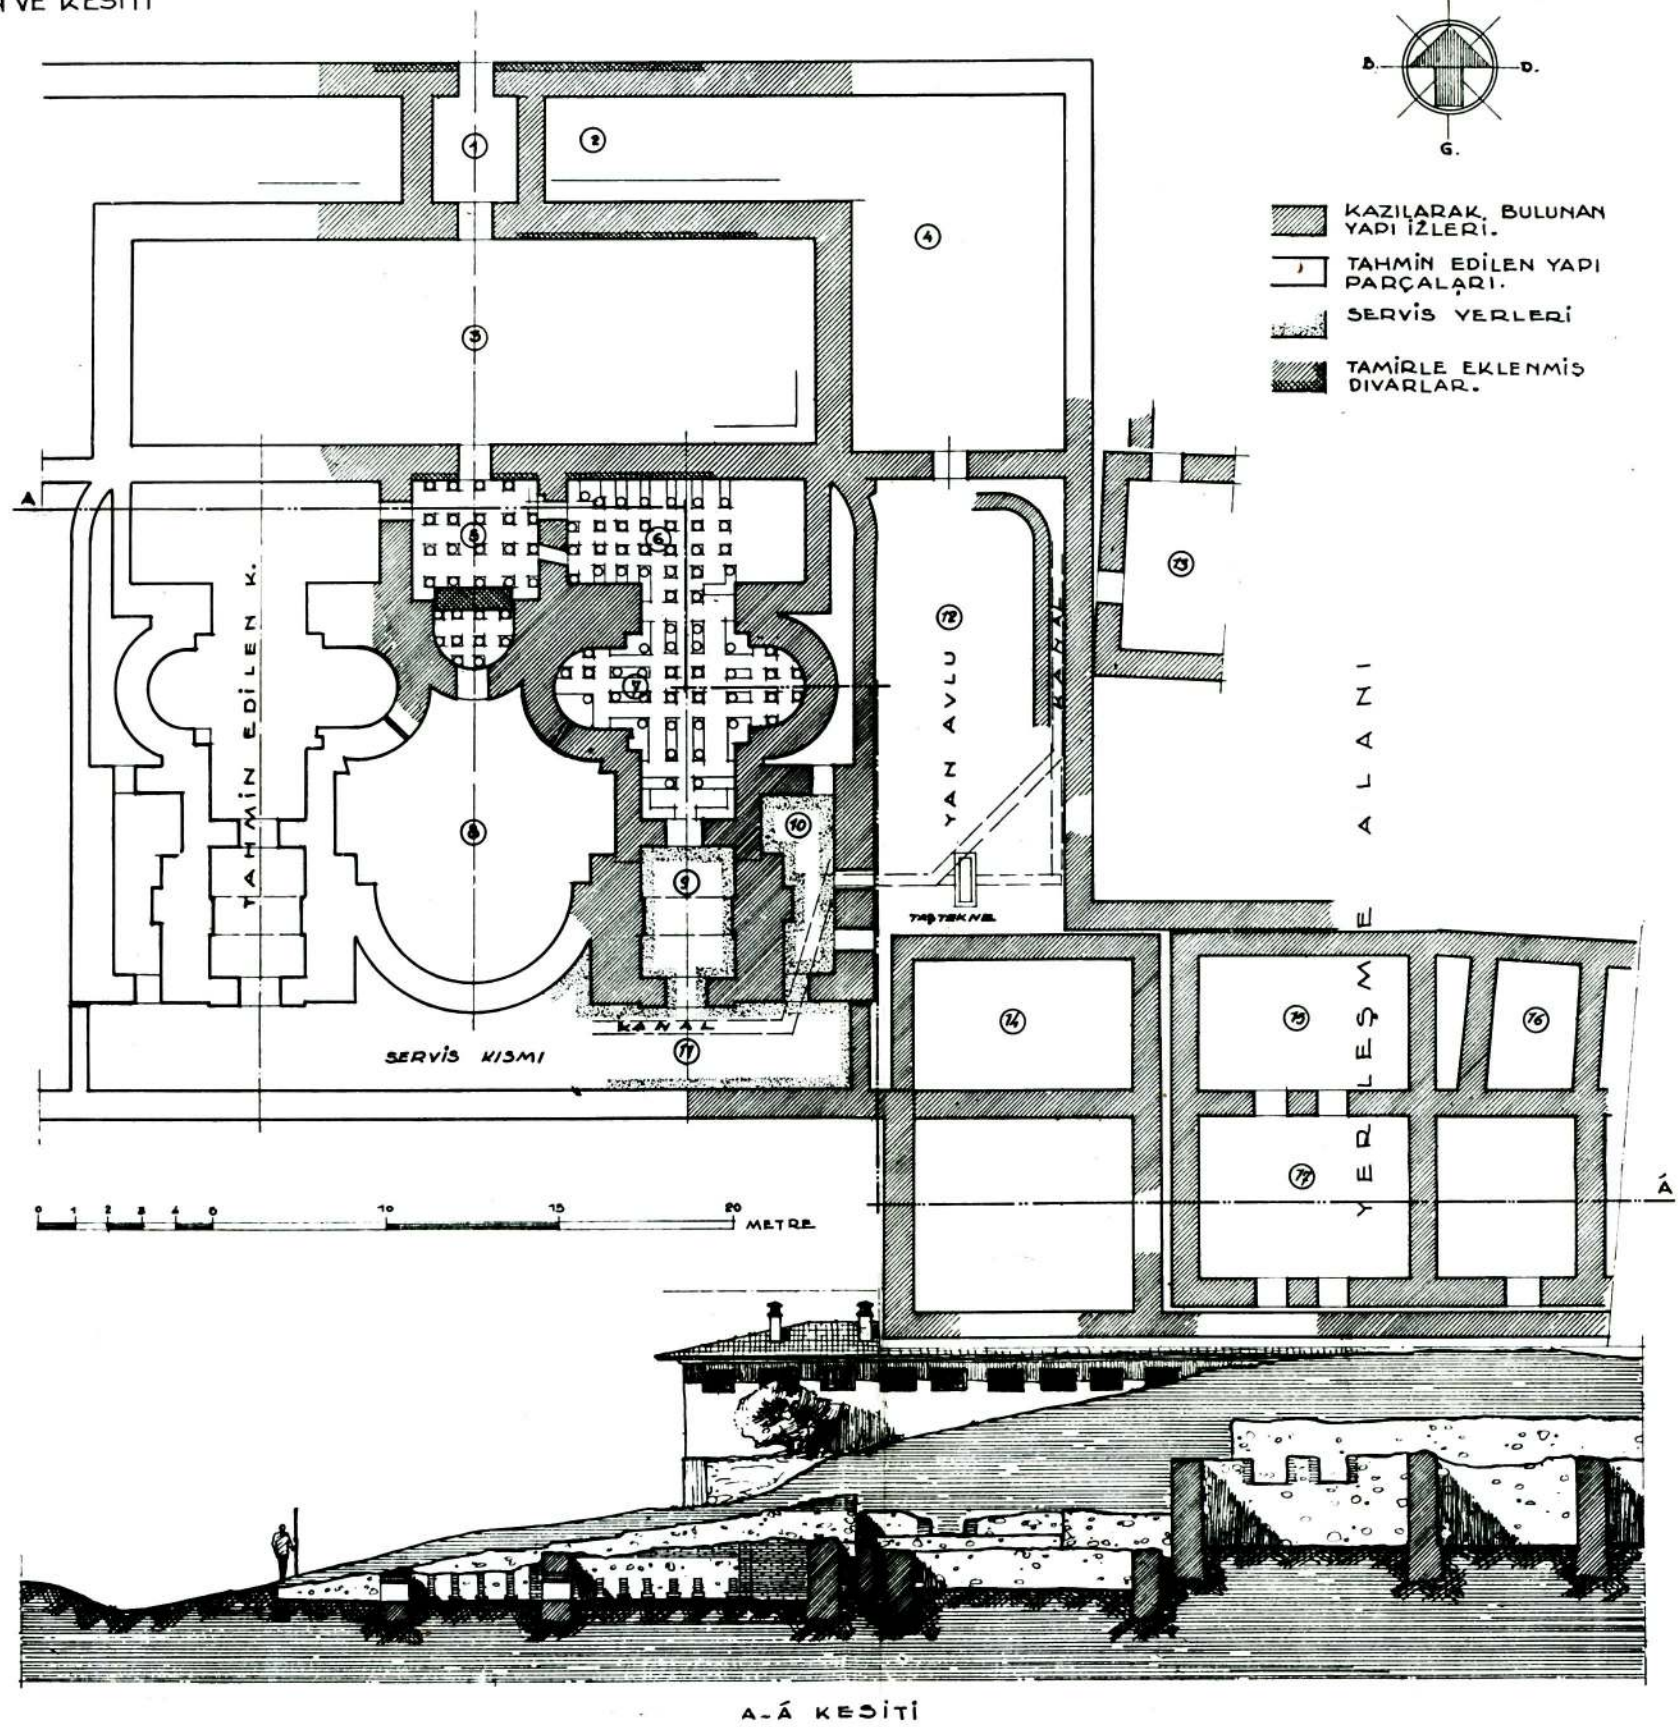 VE KESİTİ
B.
D.
G.
KAZILARAK BULUNAN
YAPI İZLERİ.
TAHMİN EDİLEN YAPI
PARÇALARI.
SERVİS YERLERİ
TAMİRLE EKLENMİŞ
DIVARLAR.
1
2
3
4
A
5
6
7
8
9
10
11
12
13
14
15
16
17
TAHMİN EDİLEN K.
YAN AVLU
KANAL
YERLEŞME ALANI
TAŞTEKNE
KANAL
SERVİS KISMI
Á
0 1 2 3 4 5 10 15 20 METRE
A-Á KESİTİ